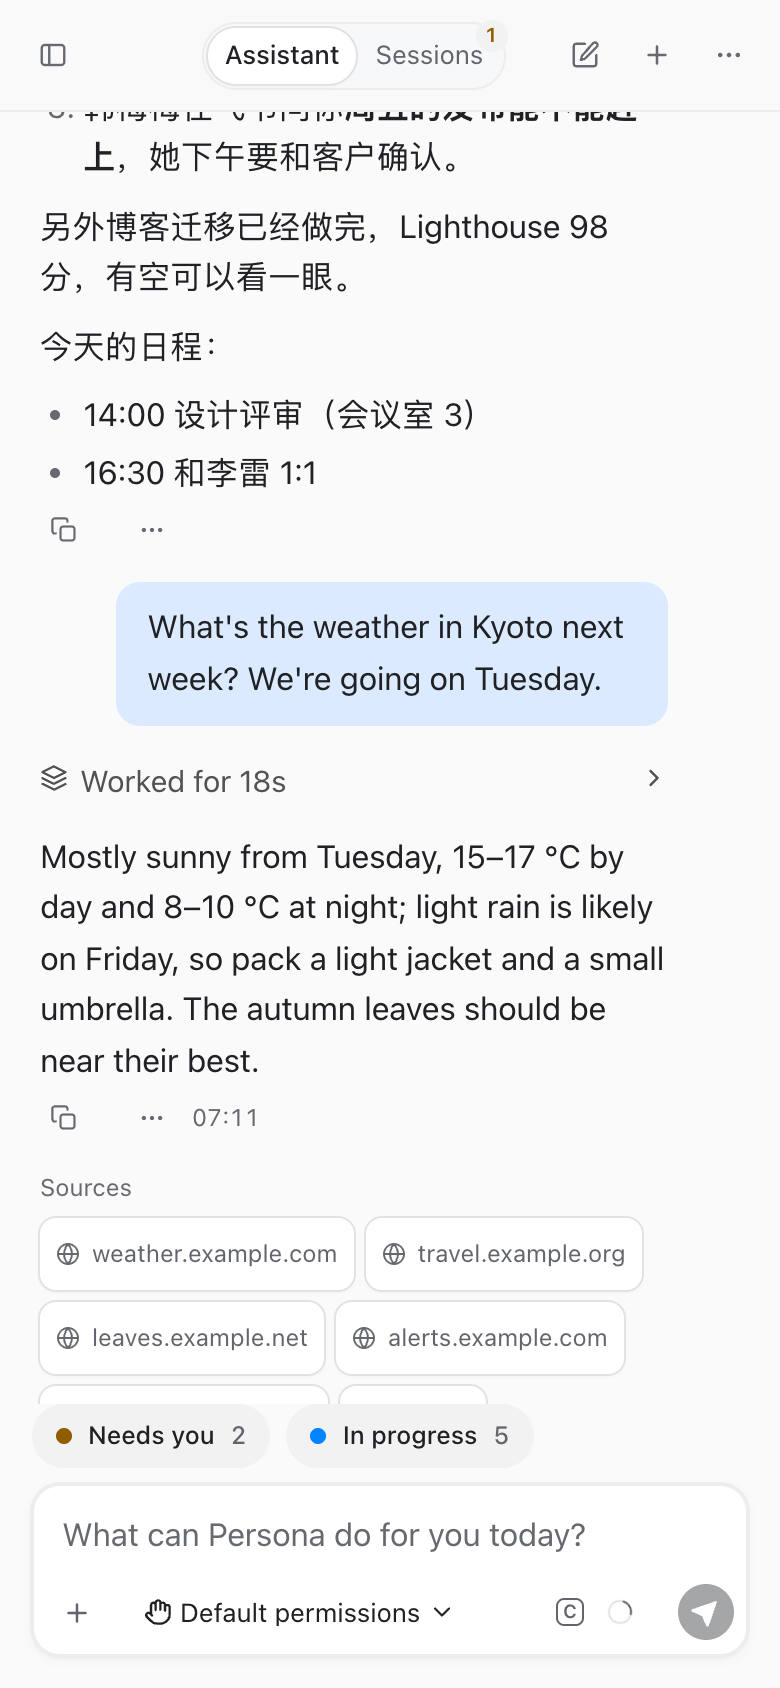 Assistant
Sessions
1
上，她下午要和客户确认。
另外博客迁移已经做完，Lighthouse 98
分，有空可以看一眼。
今天的日程：
• 14:00 设计评审（会议室 3）
• 16:30 和李雷 1:1
What's the weather in Kyoto next
week? We're going on Tuesday.
Worked for 18s
Mostly sunny from Tuesday, 15–17 °C by
day and 8–10 °C at night; light rain is likely
on Friday, so pack a light jacket and a small
umbrella. The autumn leaves should be
near their best.
07:11
Sources
weather.example.com
travel.example.org
leaves.example.net
alerts.example.com
Needs you 2
In progress 5
What can Persona do for you today?
Default permissions
C